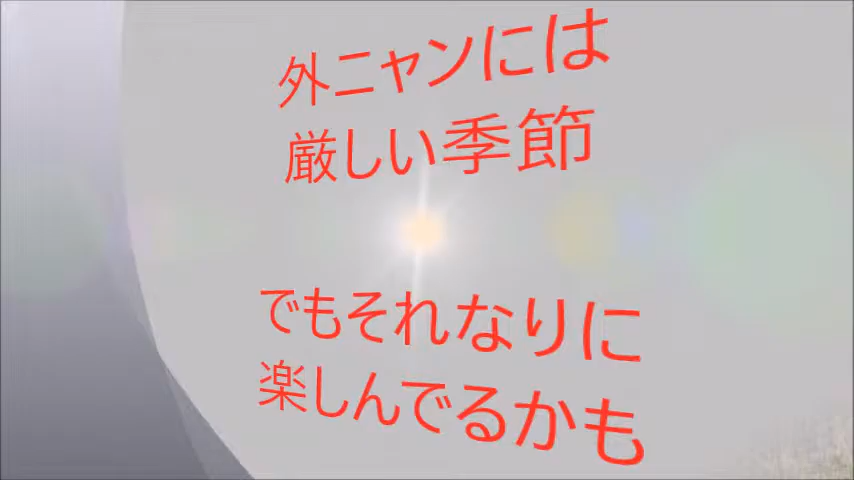 外ニャンには
厳しい季節
でもそれなりに
楽しんでるかも